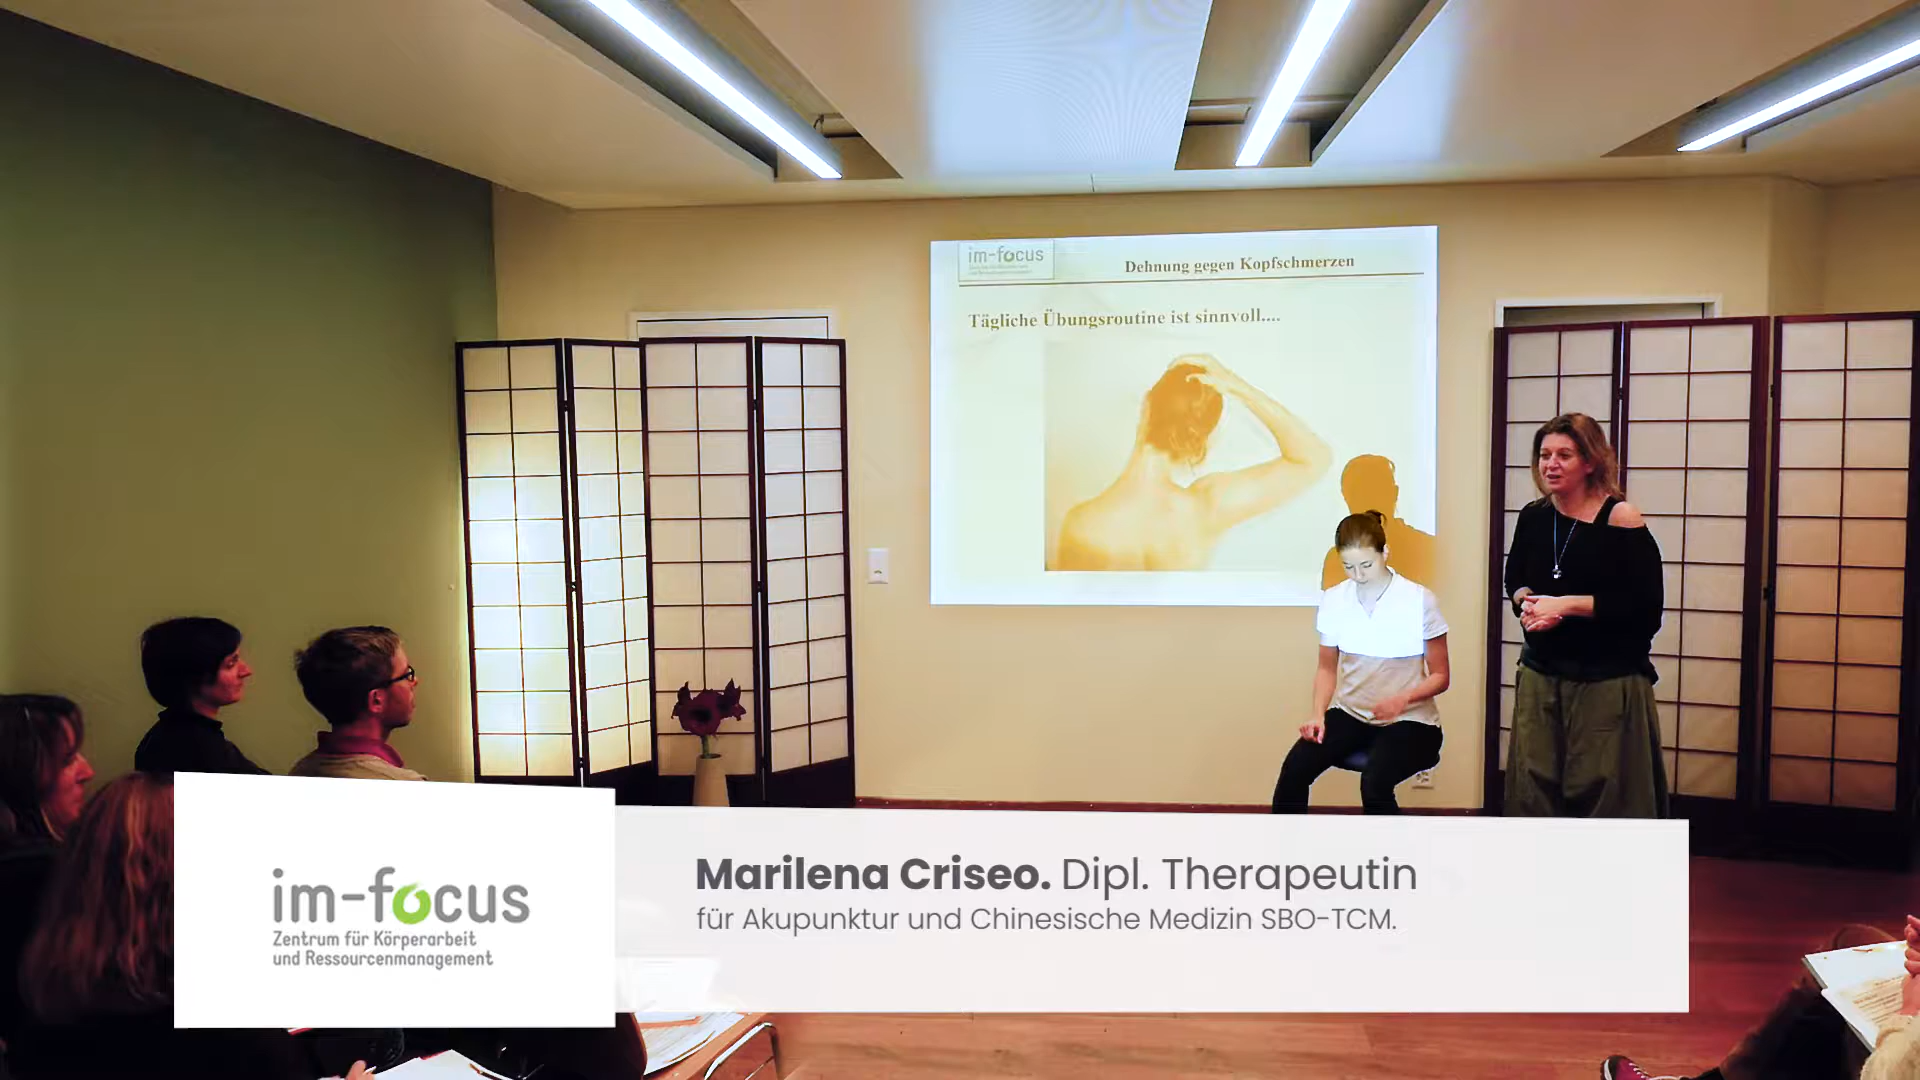 im-focus
Dehnung gegen Kopfschmerzen
Tägliche Übungsroutine ist sinnvoll....
im-focus
Zentrum für Körperarbeit
und Ressourcenmanagement
Marilena Criseo. Dipl. Therapeutin
für Akupunktur und Chinesische Medizin SBO-TCM.